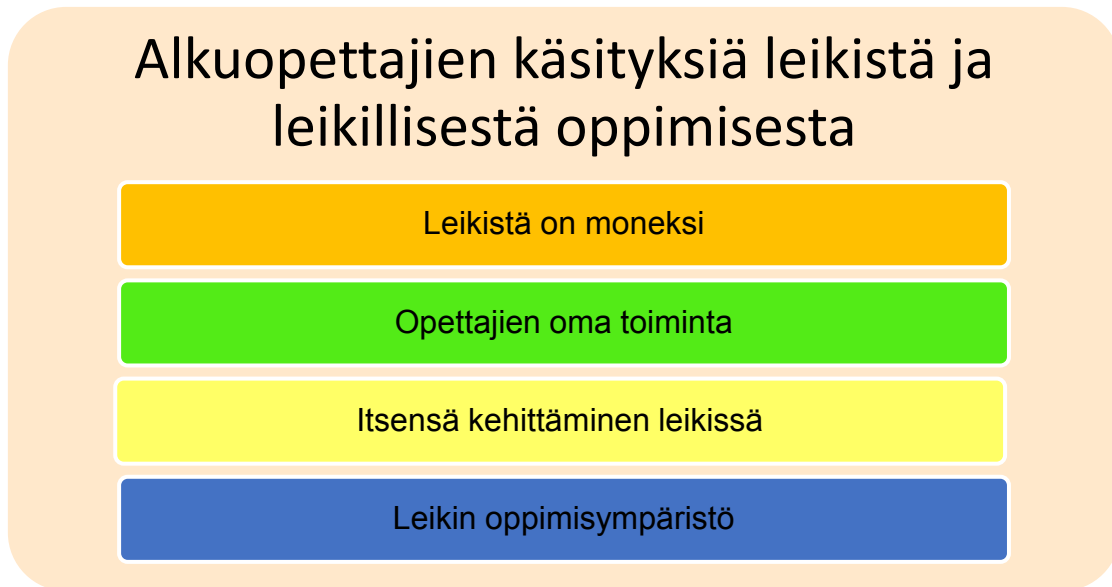 Alkuopettajien käsityksiä leikistä ja
leikillisestä oppimisesta
Leikistä on moneksi
Opettajien oma toiminta
Itsensä kehittäminen leikissä
Leikin oppimisympäristö